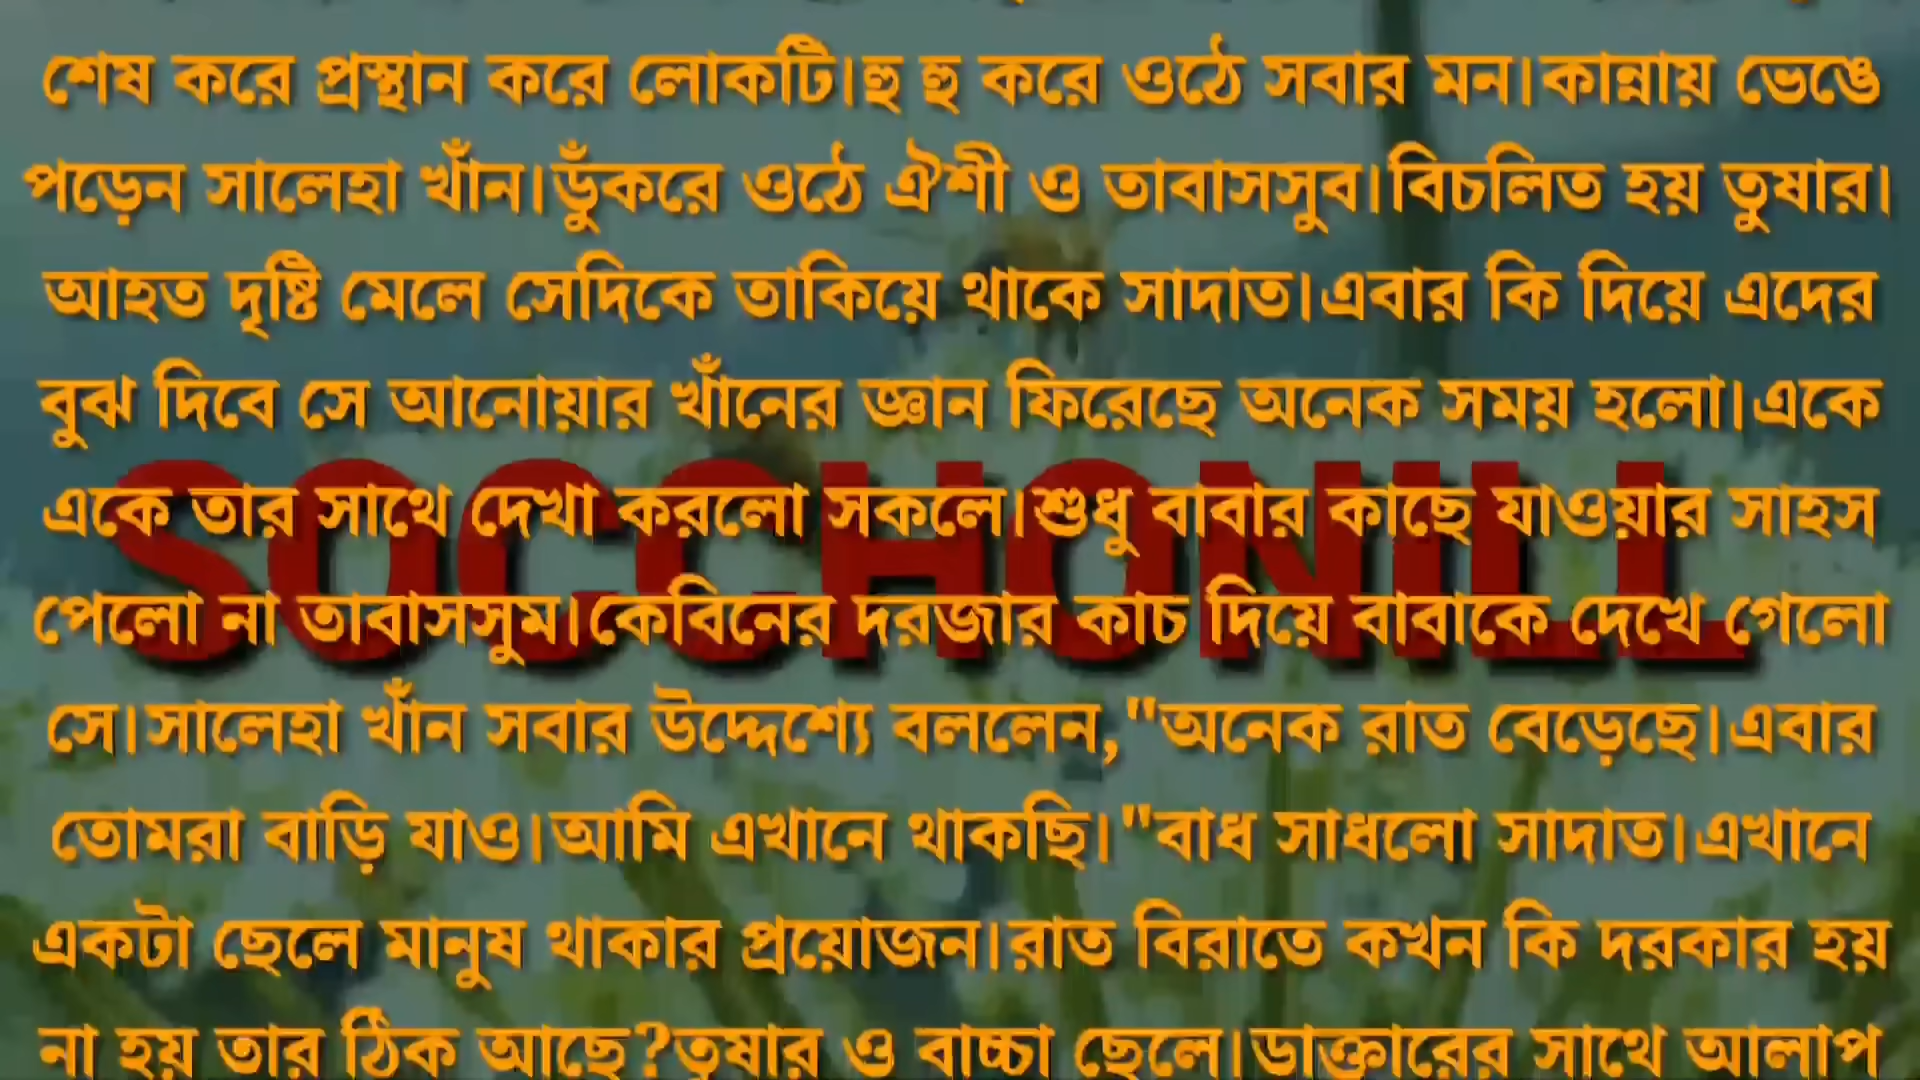 শেষ করে প্রস্থান করে লোকটি।হু হু করে ওঠে সবার মন।কান্নায় ভেঙে
পড়েন সালেহা খাঁন।ডুঁকরে ওঠে ঐশী ও তাবাসসুব।বিচলিত হয় তুষার।
আহত দৃষ্টি মেলে সেদিকে তাকিয়ে থাকে সাদাত।এবার কি দিয়ে এদের
বুঝ দিবে সে আনোয়ার খাঁনের জ্ঞান ফিরেছে অনেক সময় হলো।একে
একে তার সাথে দেখা করলো সকলে।শুধু বাবার কাছে যাওয়ার সাহস
SOCCHONILL
পেলো না তাবাসসুম।কেবিনের দরজার কাচ দিয়ে বাবাকে দেখে গেলো
সে।সালেহা খাঁন সবার উদ্দেশ্যে বললেন,"অনেক রাত বেড়েছে।এবার
তোমরা বাড়ি যাও।আমি এখানে থাকছি।"বাধ সাধলো সাদাত।এখানে
একটা ছেলে মানুষ থাকার প্রয়োজন।রাত বিরাতে কখন কি দরকার হয়
না হয় তার ঠিক আছে?তুষার ও বাচ্চা ছেলে।ডাক্তারের সাথে আলাপ